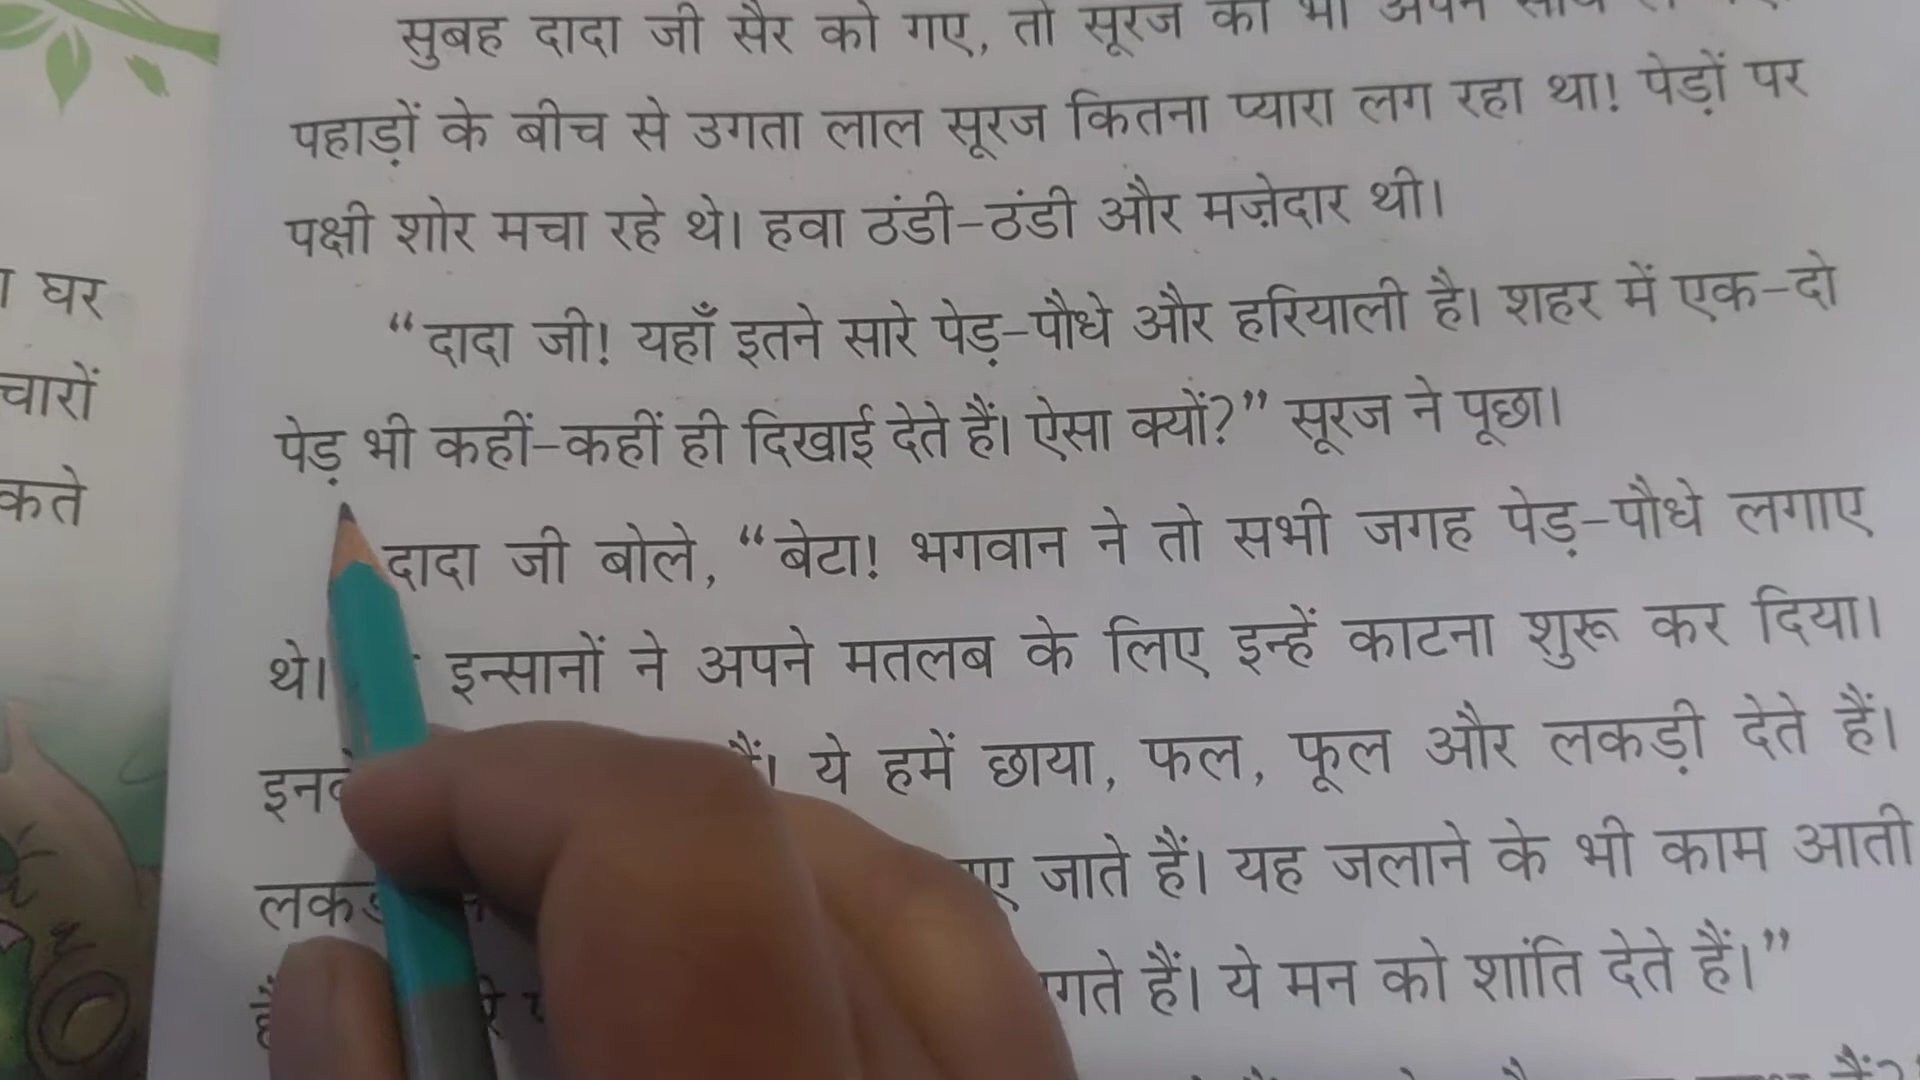 सुबह दादा जी सैर को गए, तो सूरज को भी अपने साथ
पहाड़ों के बीच से उगता लाल सूरज कितना प्यारा लग रहा था! पेड़ों पर
पक्षी शोर मचा रहे थे। हवा ठंडी-ठंडी और मज़ेदार थी।
“दादा जी! यहाँ इतने सारे पेड़-पौधे और हरियाली है। शहर में एक-दो
पेड़ भी कहीं-कहीं ही दिखाई देते हैं। ऐसा क्यों?” सूरज ने पूछा।
दादा जी बोले, “बेटा! भगवान ने तो सभी जगह पेड़-पौधे लगाए
थे। इन्सानों ने अपने मतलब के लिए इन्हें काटना शुरू कर दिया।
ये हमें छाया, फल, फूल और लकड़ी देते हैं।
जाते हैं। यह जलाने के भी काम आती
हैं। ये मन को शांति देते हैं।”
घर
चारों
कते